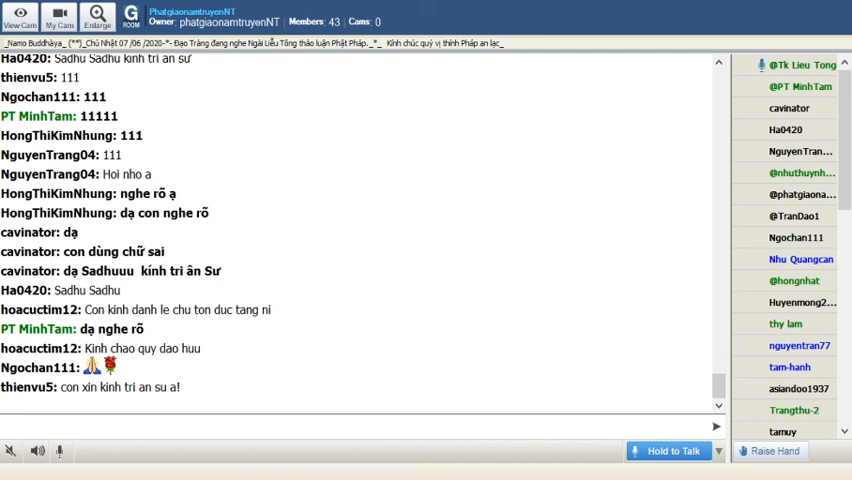 View Cam
My Cam
Enlarge
G ROOM
PhatgiaonamtruyenNT
Owner: phatgiaonamtruyenNT Members: 43 Cams: 0
_Namo Buddhàya_ (**)_Chủ Nhật 07 /06 /2020-*- Đạo Tràng đang nghe Ngài Liễu Tông thảo luận Phật Pháp._*_ Kính chúc quý vị thính Pháp an lạc_
Ha0420: Sadhu Sadhu kinh tri an sư
thienvu5: 111
Ngochan111: 111
PT MinhTam: 11111
HongThiKimNhung: 111
NguyenTrang04: 111
NguyenTrang04: Hoi nho a
HongThiKimNhung: nghe rõ ạ
HongThiKimNhung: dạ con nghe rõ
cavinator: dạ
cavinator: con dùng chữ sai
cavinator: dạ Sadhuuu kính tri ân Sư
Ha0420: Sadhu Sadhu
hoacuctim12: Con kinh danh le chu ton duc tang ni
PT MinhTam: dạ nghe rõ
hoacuctim12: Kinh chao quy dao huu
Ngochan111:
thienvu5: con xin kinh tri an su a!
@Tk Lieu Tong
@PT MinhTam
cavinator
Ha0420
NguyenTran...
@nhuthuynh...
@phatgiaona...
@TranDao1
Ngochan111
Nhu Quangcan
@hongnhat
Huyenmong2...
thy lam
nguyentran77
tam-hanh
asiandoo1937
Trangthu-2
tamuy
Hold to Talk
Raise Hand